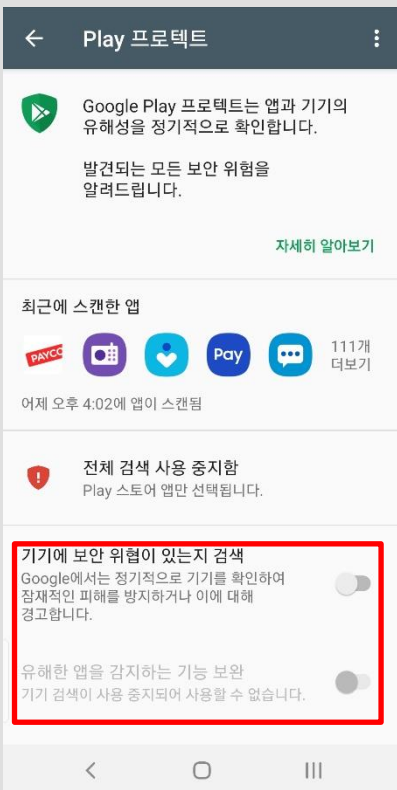 Play 프로텍트
Google Play 프로텍트는 앱과 기기의
유해성을 정기적으로 확인합니다.
발견되는 모든 보안 위험을
알려드립니다.
자세히 알아보기
최근에 스캔한 앱
PAYCO
Pay
111개
더보기
어제 오후 4:02에 앱이 스캔됨
전체 검색 사용 중지함
Play 스토어 앱만 선택됩니다.
기기에 보안 위협이 있는지 검색
Google에서는 정기적으로 기기를 확인하여
잠재적인 피해를 방지하거나 이에 대해
경고합니다.
유해한 앱을 감지하는 기능 보완
기기 검색이 사용 중지되어 사용할 수 없습니다.